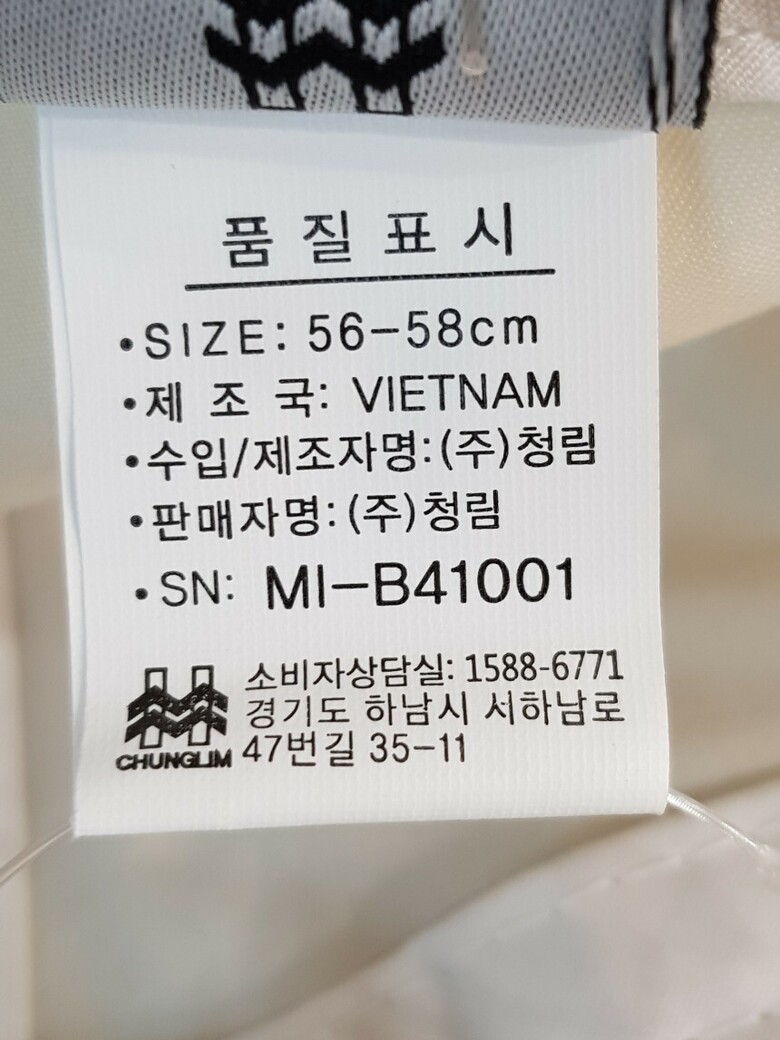 품질표시
•SIZE: 56-58cm
•제 조 국: VIETNAM
•수입/제조자명:(주)청림
•판매자명:(주)청림
•SN: MI-B41001
소비자상담실: 1588-6771
경기도 하남시 서하남로
CHUNGLIM 47번길 35-11